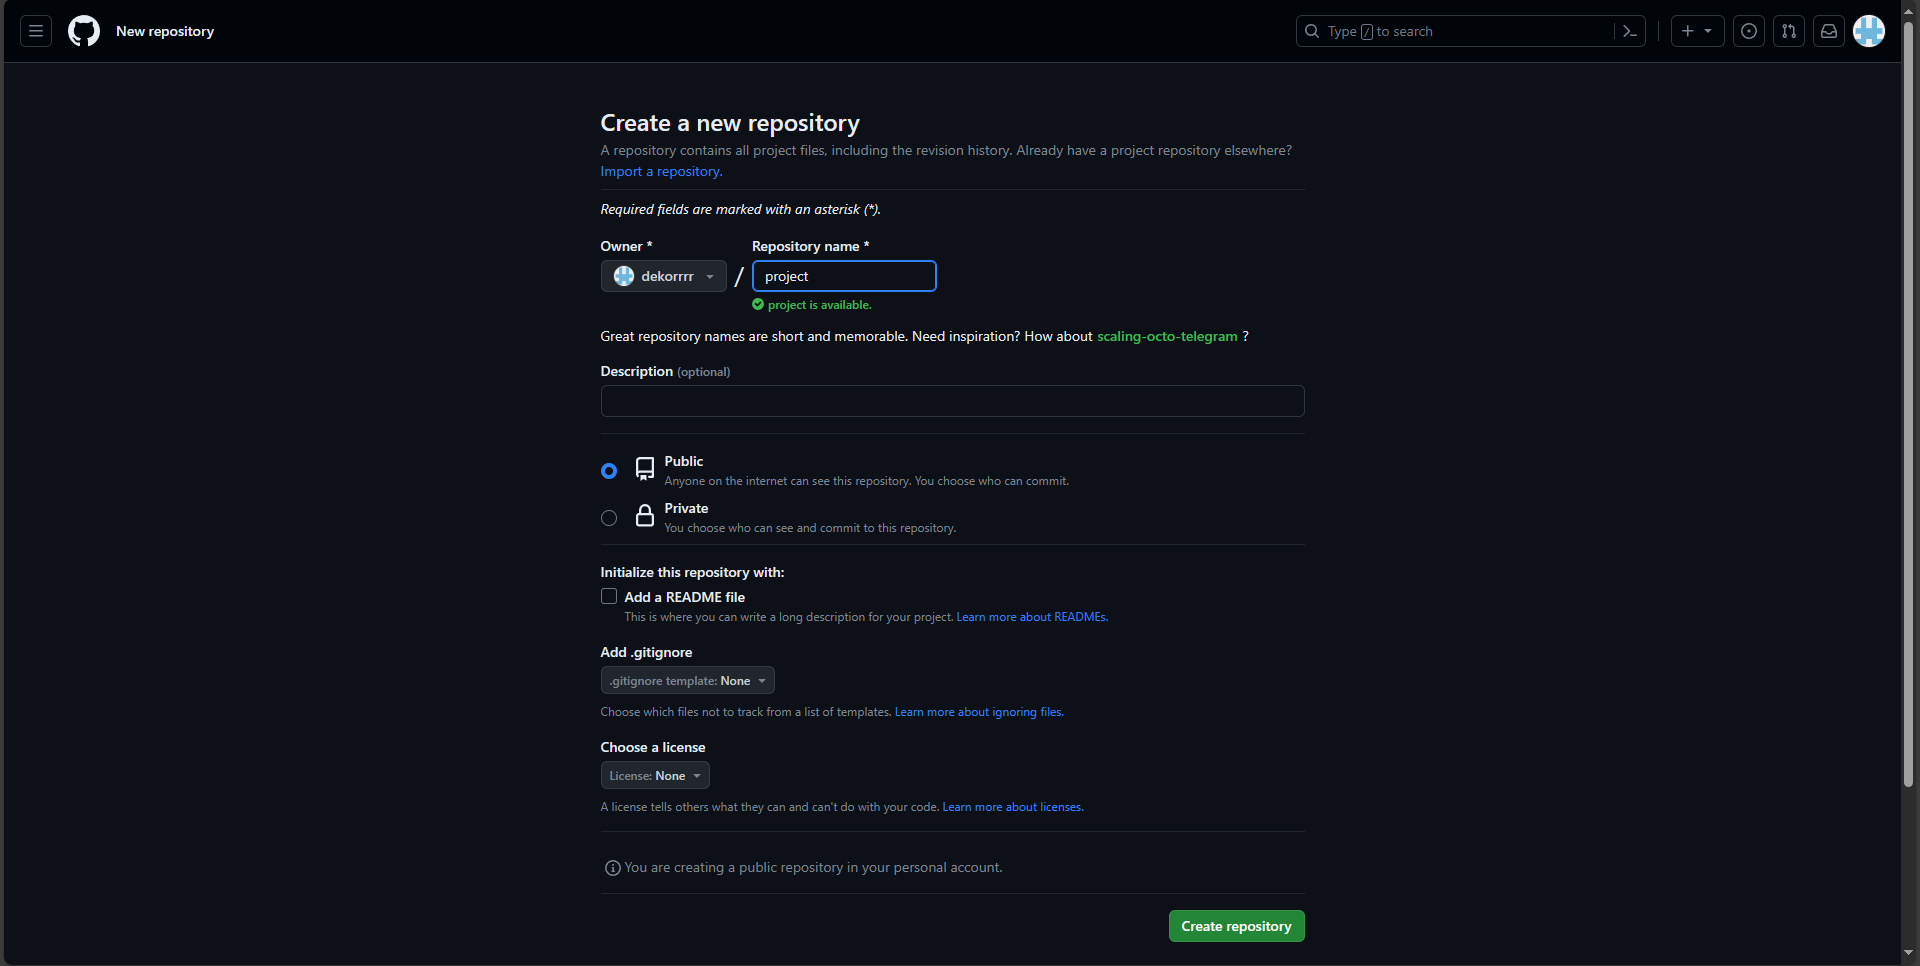 New repository
Type / to search
Create a new repository
A repository contains all project files, including the revision history. Already have a project repository elsewhere?
Import a repository.
Required fields are marked with an asterisk (*).
Owner * Repository name *
dekorrrr / project
project is available.
Great repository names are short and memorable. Need inspiration? How about scaling-octo-telegram ?
Description (optional)
Public
Anyone on the internet can see this repository. You choose who can commit.
Private
You choose who can see and commit to this repository.
Initialize this repository with:
Add a README file
This is where you can write a long description for your project. Learn more about READMEs.
Add .gitignore
.gitignore template: None
Choose which files not to track from a list of templates. Learn more about ignoring files.
Choose a license
License: None
A license tells others what they can and can't do with your code. Learn more about licenses.
You are creating a public repository in your personal account.
Create repository